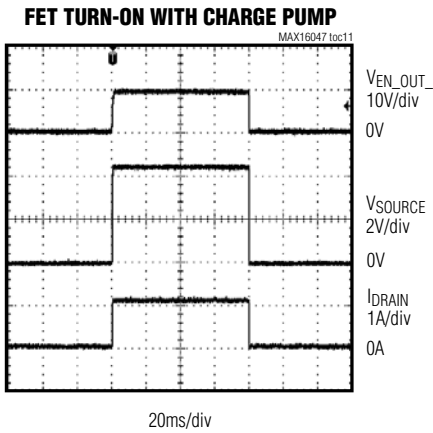 FET TURN-ON WITH CHARGE PUMP
MAX16047 toc11
VEN_OUT_
10V/div
0V
VSOURCE
2V/div
0V
IDRAIN
1A/div
0A
20ms/div